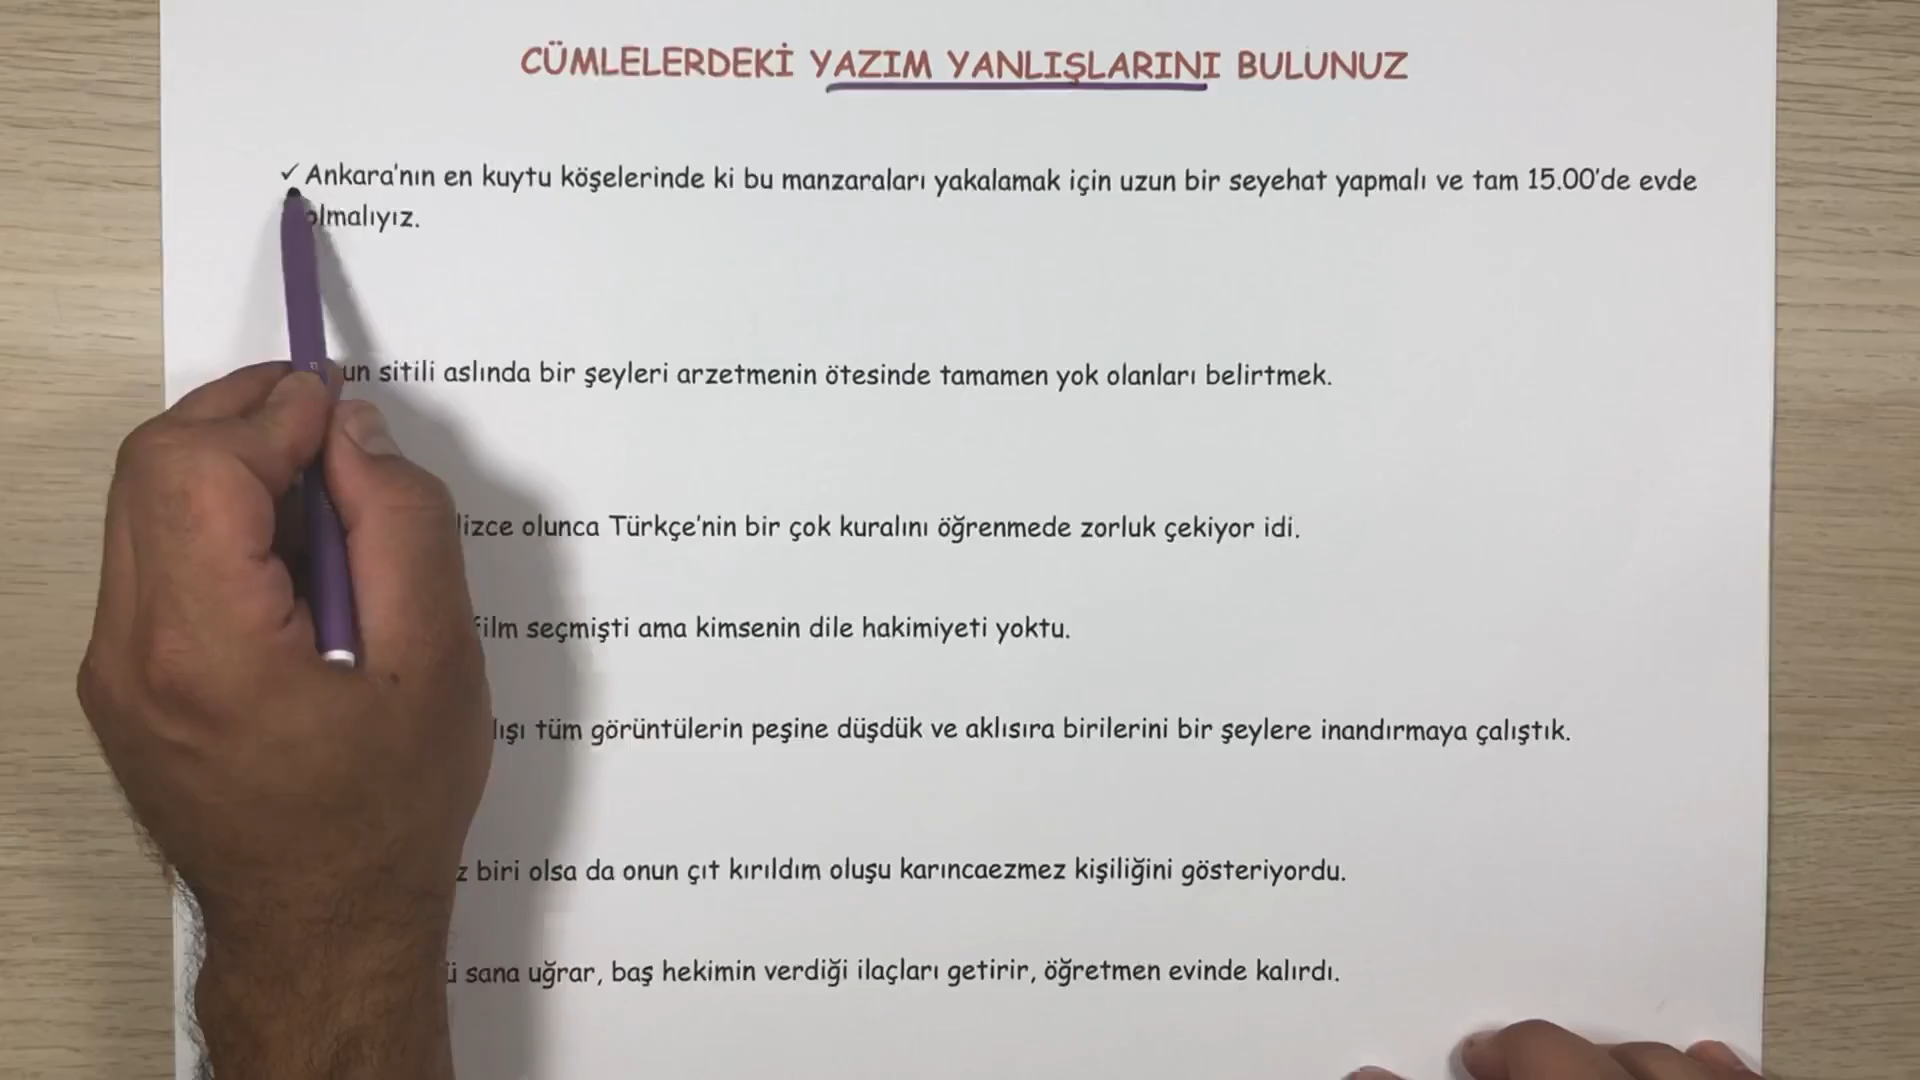 CÜMLELERDEKİ YAZIM YANLIŞLARINI BULUNUZ
✓ Ankara'nın en kuytu köşelerinde ki bu manzaraları yakalamak için uzun bir seyehat yapmalı ve tam 15.00'de evde
olmalıyız.
sitili aslında bir şeyleri arzetmenin ötesinde tamamen yok olanları belirtmek.
olunca Türkçe'nin bir çok kuralını öğrenmede zorluk çekiyor idi.
film seçmişti ama kimsenin dile hakimiyeti yoktu.
tüm görüntülerin peşine düşdük ve aklısıra birilerini bir şeylere inandırmaya çalıştık.
biri olsa da onun çıt kırıldım oluşu karıncaezmez kişiliğini gösteriyordu.
sana uğrar, baş hekimin verdiği ilaçları getirir, öğretmen evinde kalırdı.